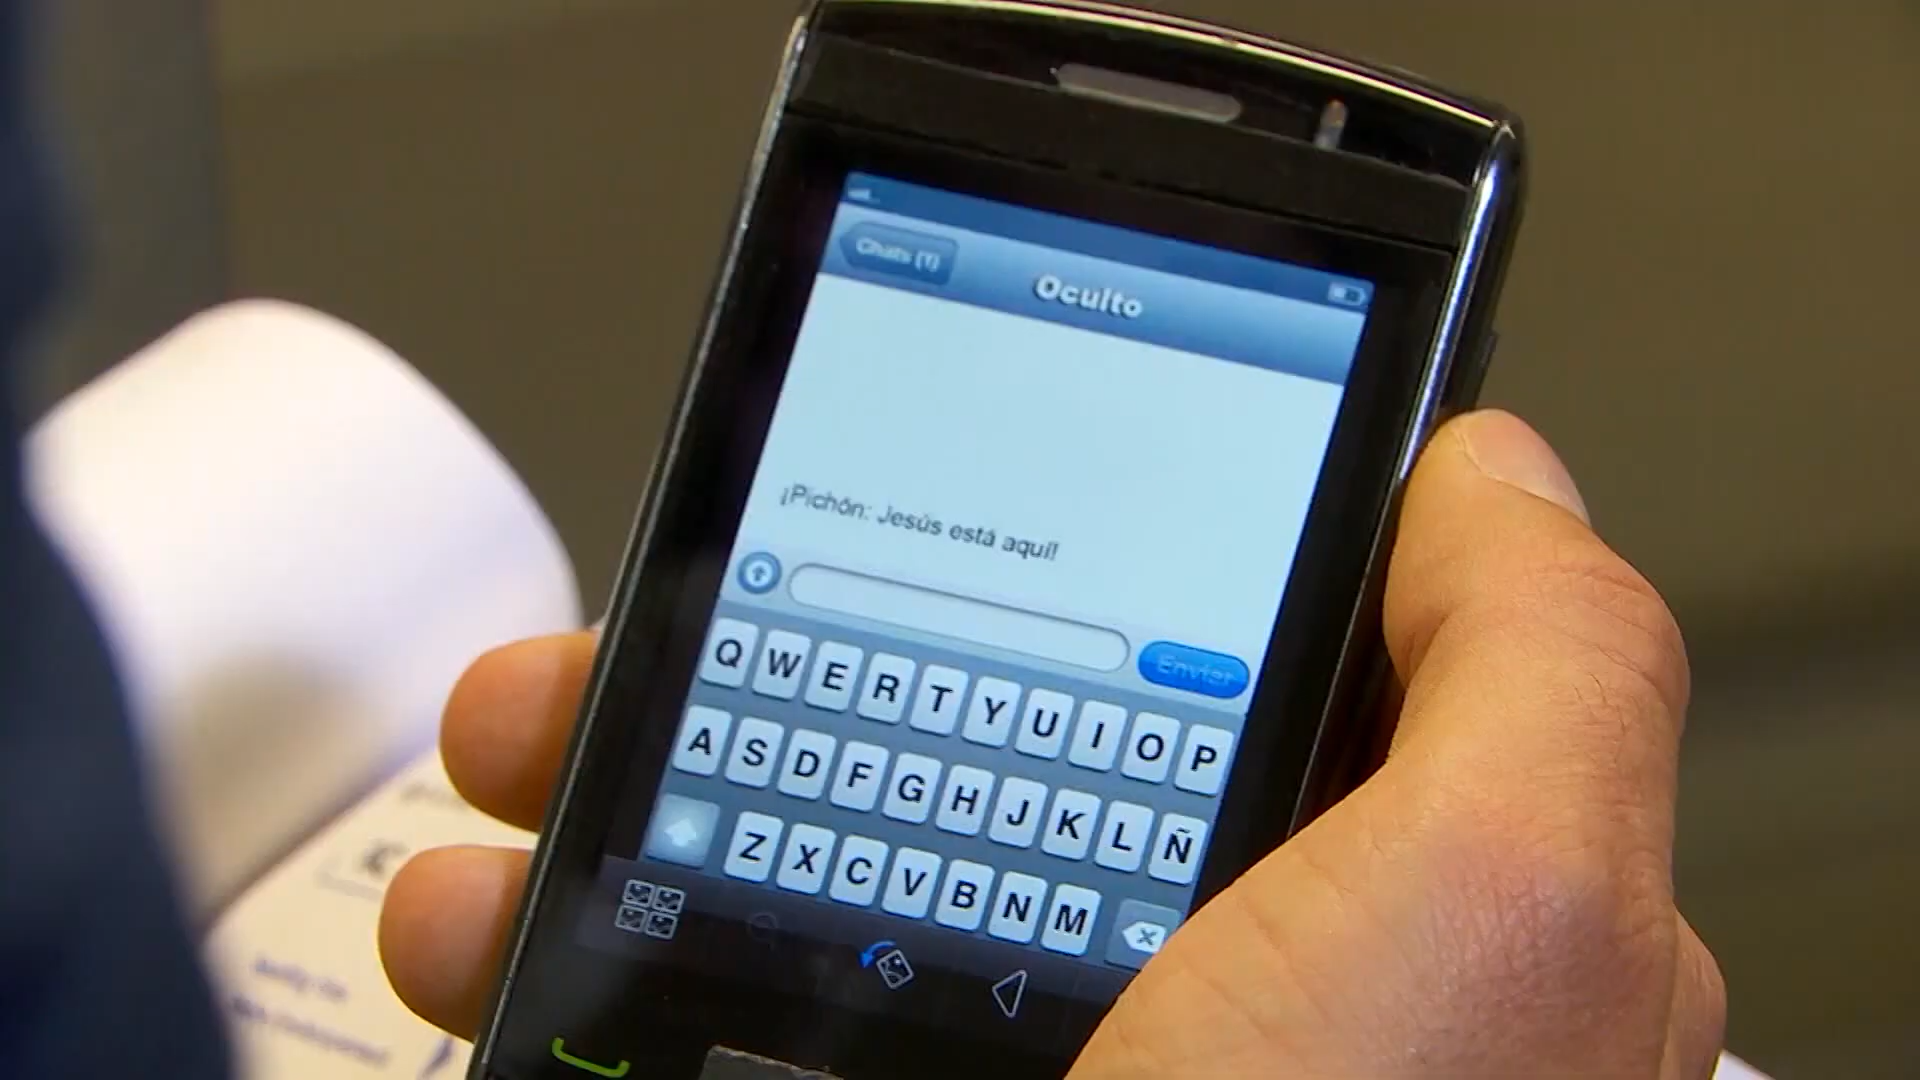 Chats (1)
Oculto
¡Pichón: Jesús está aquí!
Enviar
Q W E R T Y U I O P
A S D F G H J K L Ñ
Z X C V B N M